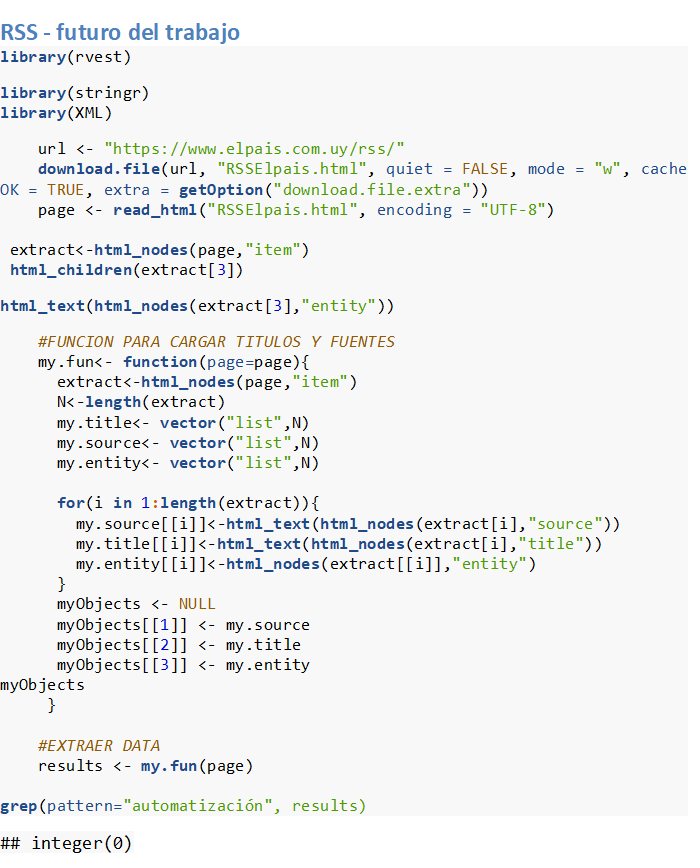 RSS - futuro del trabajo
library(rvest)
library(stringr)
library(XML)
url <- "https://www.elpais.com.uy/rss/"
download.file(url, "RSSElpais.html", quiet = FALSE, mode = "w", cache
OK = TRUE, extra = getOption("download.file.extra"))
page <- read_html("RSSElpais.html", encoding = "UTF-8")
extract<-html_nodes(page,"item")
html_children(extract[3])
html_text(html_nodes(extract[3],"entity"))
#FUNCION PARA CARGAR TITULOS Y FUENTES
my.fun<- function(page=page){
extract<-html_nodes(page,"item")
N<-length(extract)
my.title<- vector("list",N)
my.source<- vector("list",N)
my.entity<- vector("list",N)
for(i in 1:length(extract)){
my.source[[i]]<-html_text(html_nodes(extract[i],"source"))
my.title[[i]]<-html_text(html_nodes(extract[i],"title"))
my.entity[[i]]<-html_nodes(extract[[i]],"entity")
}
myObjects <- NULL
myObjects[[1]] <- my.source
myObjects[[2]] <- my.title
myObjects[[3]] <- my.entity
myObjects
}
#EXTRAER DATA
results <- my.fun(page)
grep(pattern="automatización", results)
## integer(0)